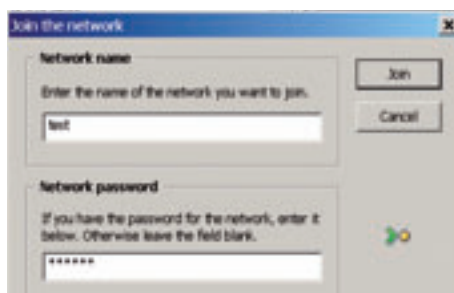 Join the network
Network name
Join
Enter the name of the network you want to join.
test
Cancel
Network password
If you have the password for the network, enter it
below. Otherwise leave the field blank.
******